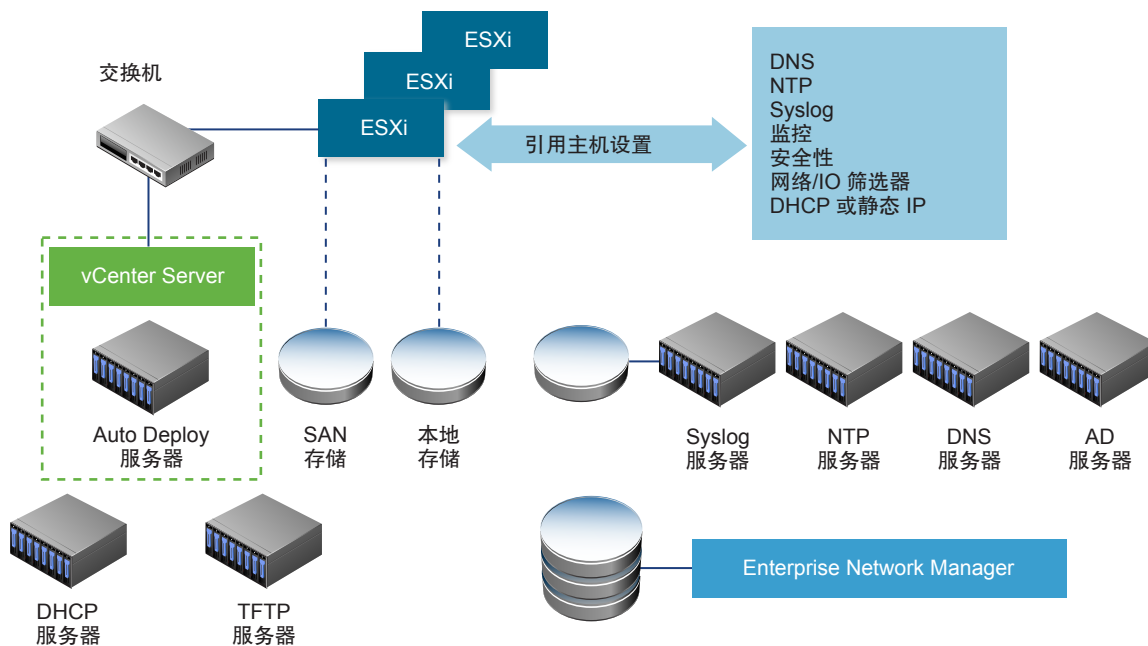 交换机
ESXi
ESXi
ESXi
引用主机设置
DNS
NTP
Syslog
监控
安全性
网络/IO 筛选器
DHCP 或静态 IP
vCenter Server
Auto Deploy
服务器
SAN
存储
本地
存储
Syslog
服务器
NTP
服务器
DNS
服务器
AD
服务器
DHCP
服务器
TFTP
服务器
Enterprise Network Manager